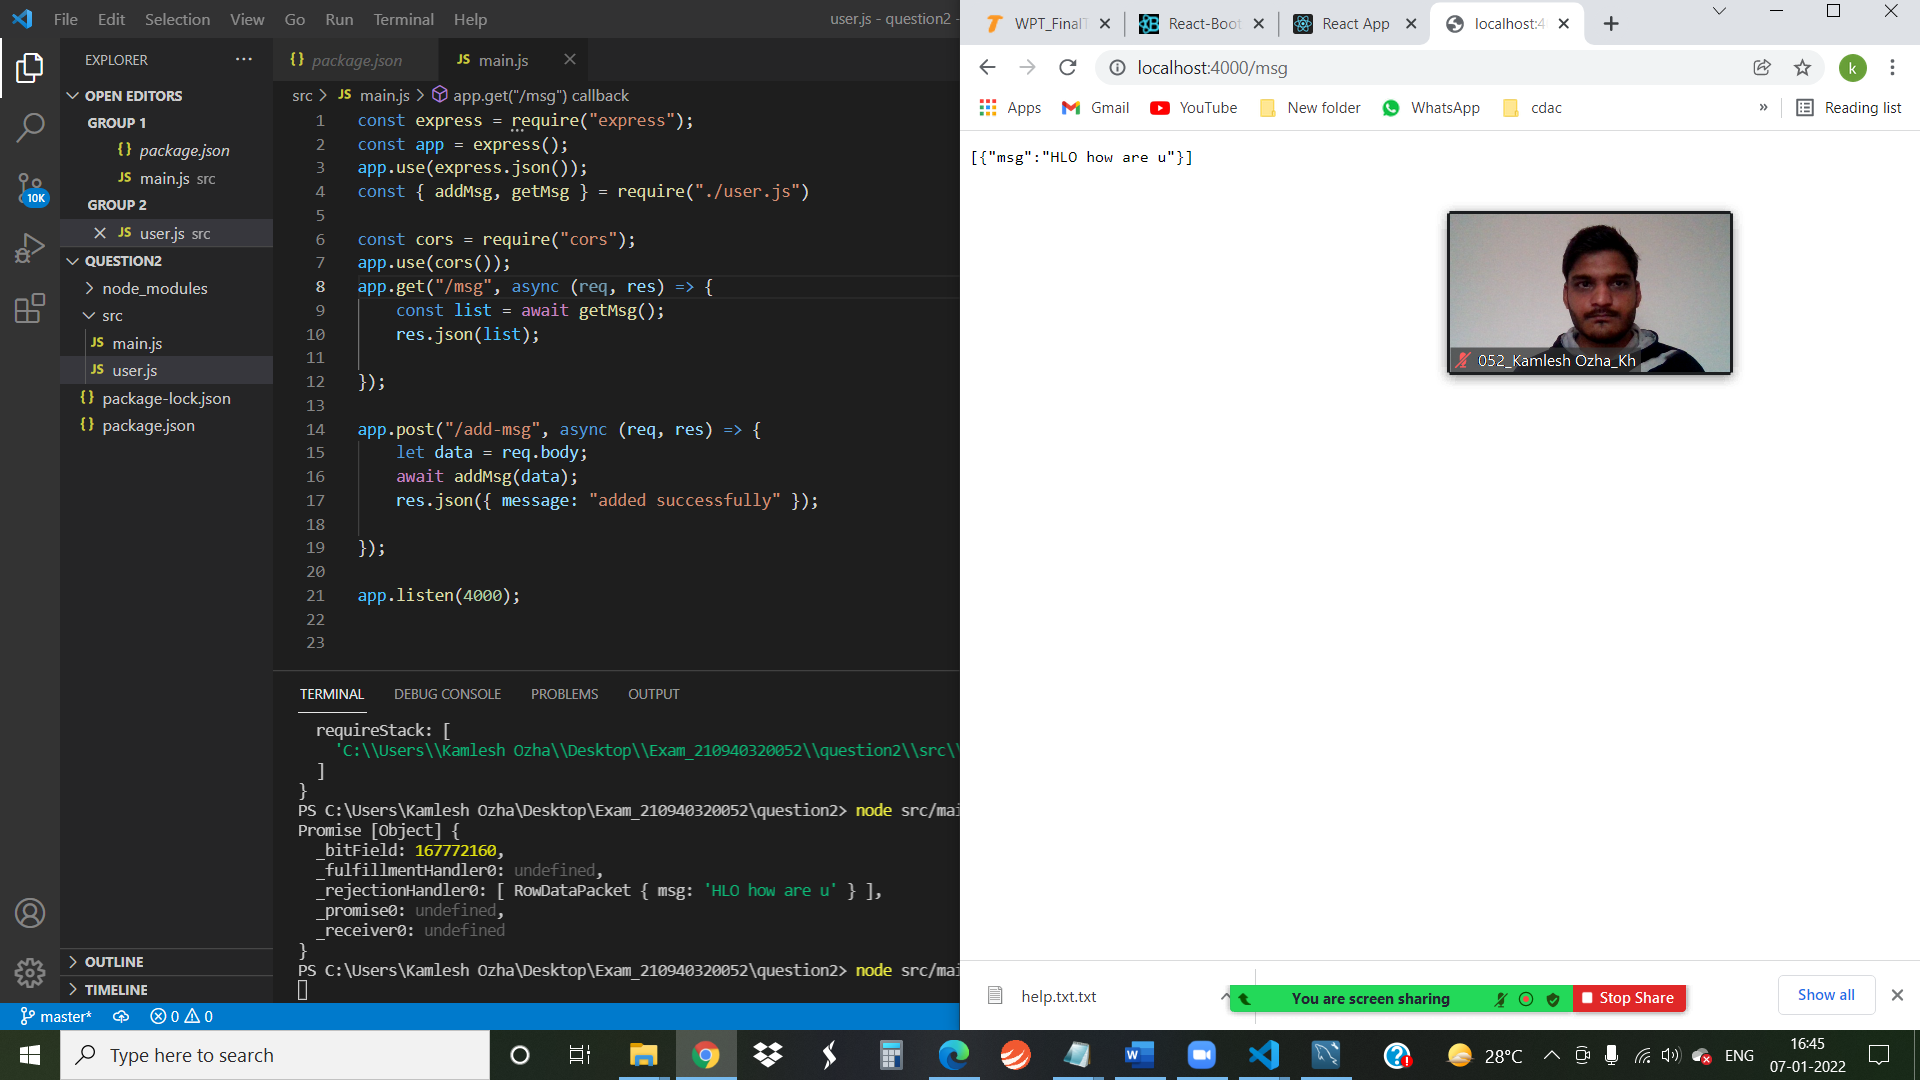 File Edit Selection View Go Run Terminal Help
user.js - question2 -
EXPLORER
OPEN EDITORS
GROUP 1
{} package.json
JS main.js src
GROUP 2
JS user.js src
QUESTION2
node_modules
src
JS main.js
JS user.js
{} package-lock.json
{} package.json
OUTLINE
TIMELINE
10K
{} package.json
JS main.js
src > JS main.js > app.get("/msg") callback
1 const express = require("express");
2 const app = express();
3 app.use(express.json());
4 const { addMsg, getMsg } = require("./user.js")
5
6 const cors = require("cors");
7 app.use(cors());
8 app.get("/msg", async (req, res) => {
9 const list = await getMsg();
10 res.json(list);
11
12 });
13
14 app.post("/add-msg", async (req, res) => {
15 let data = req.body;
16 await addMsg(data);
17 res.json({ message: "added successfully" });
18
19 });
20
21 app.listen(4000);
22
23
TERMINAL DEBUG CONSOLE PROBLEMS OUTPUT
requireStack: [
'C:\\Users\\Kamlesh Ozha\\Desktop\\Exam_210940320052\\question2\\src\\
]
}
PS C:\Users\Kamlesh Ozha\Desktop\Exam_210940320052\question2> node src/mai
Promise [Object] {
_bitField: 167772160,
_fulfillmentHandler0: undefined,
_rejectionHandler0: [ RowDataPacket { msg: 'HLO how are u' } ],
_promise0: undefined,
_receiver0: undefined
}
PS C:\Users\Kamlesh Ozha\Desktop\Exam_210940320052\question2> node src/mai
master* 0 0
WPT_FinalT
React-Boot
React App
localhost:4
localhost:4000/msg
k
Apps Gmail YouTube New folder WhatsApp cdac » Reading list
[{"msg":"HLO how are u"}]
052_Kamlesh Ozha_Kh
help.txt.txt
You are screen sharing
Stop Share
Show all
Type here to search
28°C
ENG
16:45
07-01-2022